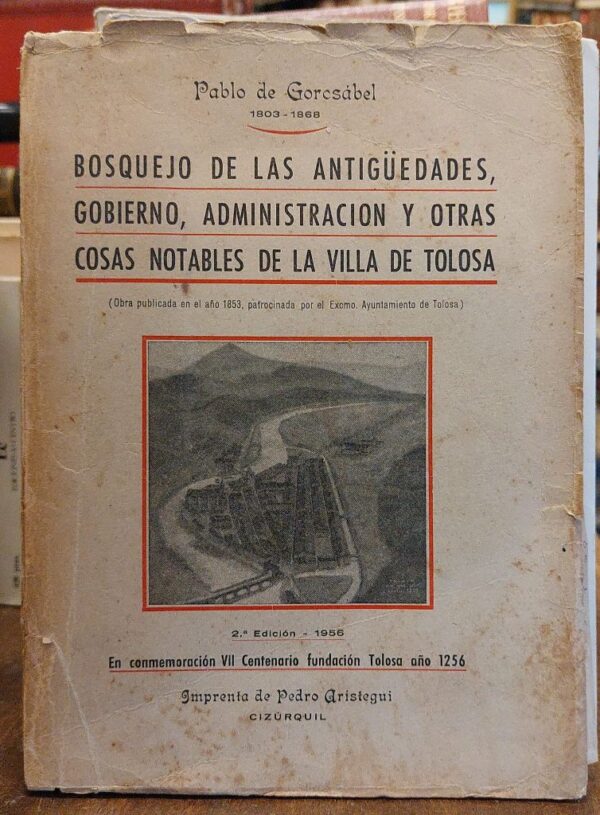 Pablo de Gorosábel
1803 - 1868
BOSQUEJO DE LAS ANTIGÜEDADES,
GOBIERNO, ADMINISTRACION Y OTRAS
COSAS NOTABLES DE LA VILLA DE TOLOSA
(Obra publicada en el año 1853, patrocinada por el Excmo. Ayuntamiento de Tolosa)
2.ª Edición - 1956
En conmemoración VII Centenario fundación Tolosa año 1256
Imprenta de Pedro Arístegui
CIZÚRQUIL